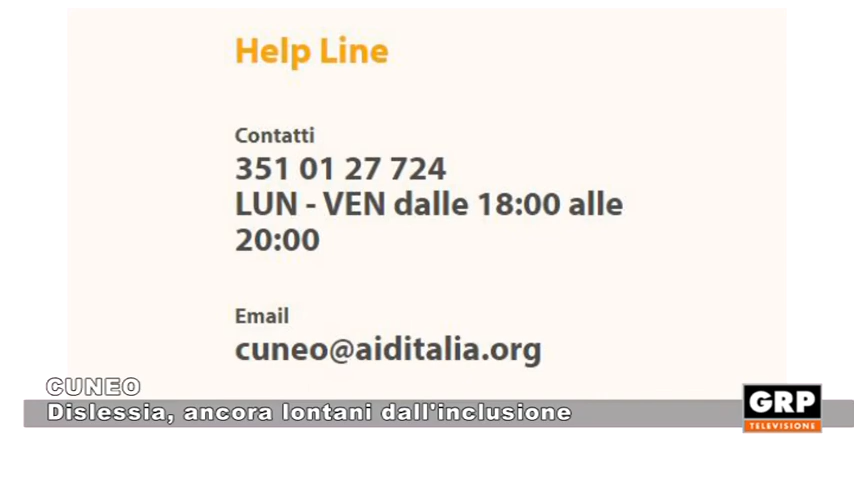 Help Line
Contatti
351 01 27 724
LUN - VEN dalle 18:00 alle
20:00
Email
cuneo@aiditalia.org
CUNEO
Dislessia, ancora lontani dall'inclusione
GRP
TELEVISIONE